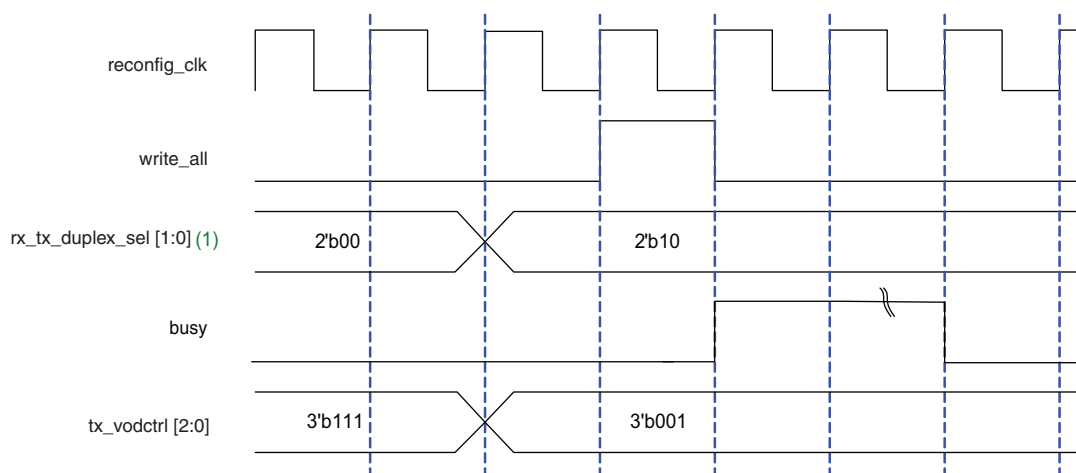 reconfig_clk
write_all
rx_tx_duplex_sel [1:0] (1)
2'b00
2'b10
busy
tx_vodctrl [2:0]
3'b111
3'b001